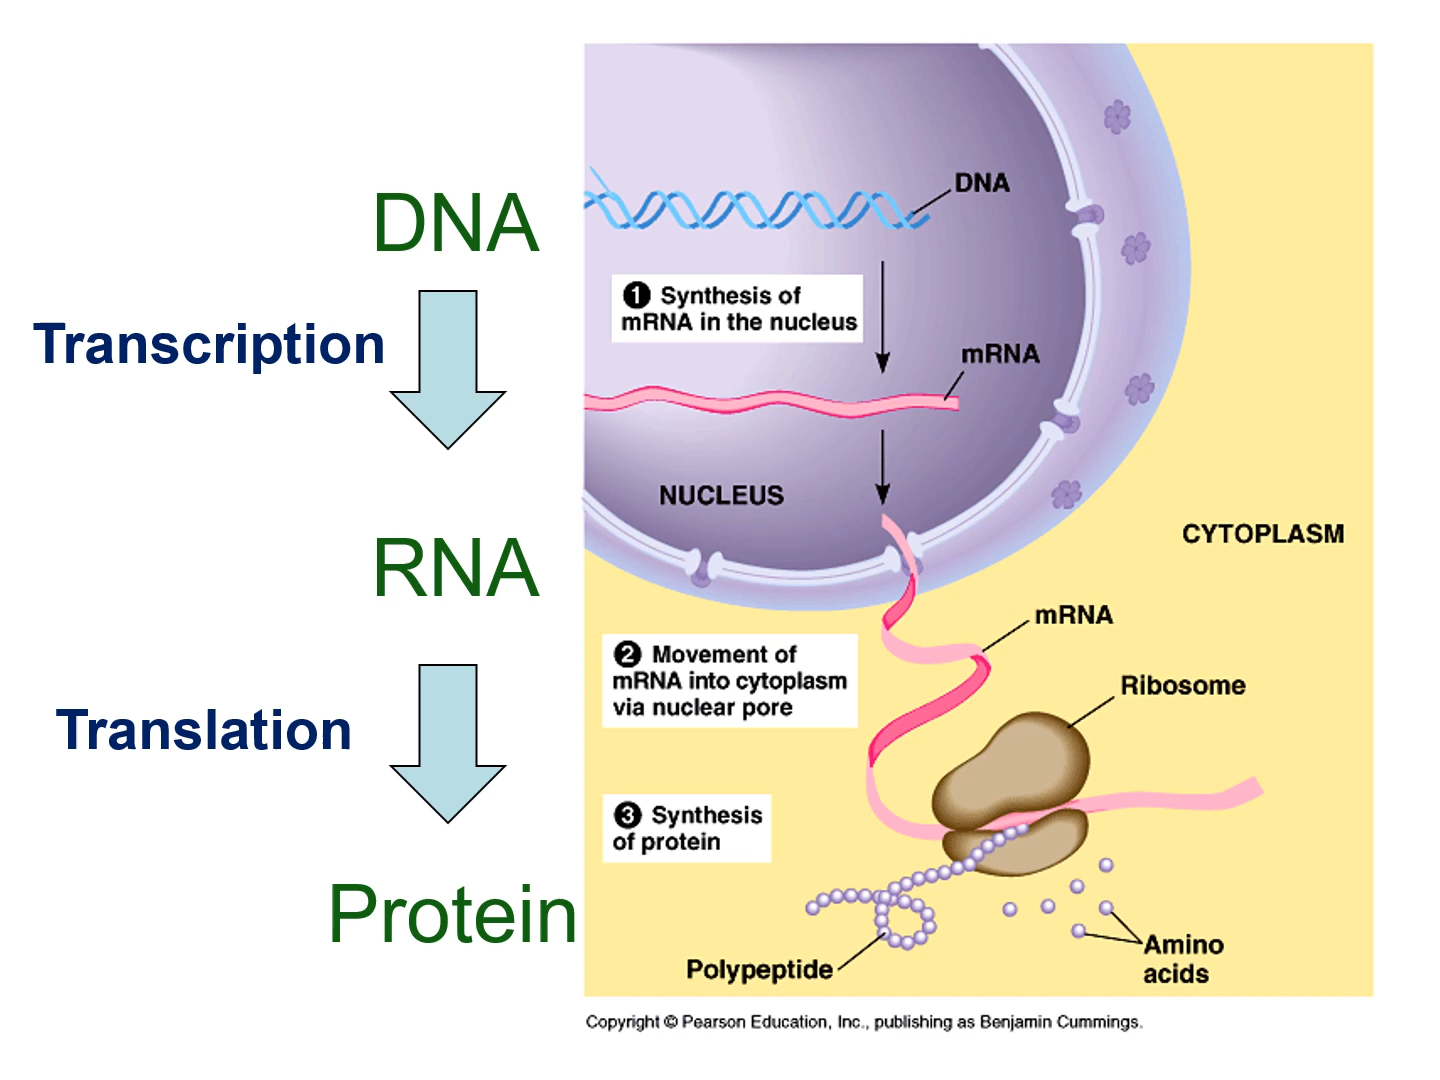 DNA
Transcription
RNA
Translation
Protein
DNA
1 Synthesis of
mRNA in the nucleus
mRNA
NUCLEUS
CYTOPLASM
mRNA
2 Movement of
mRNA into cytoplasm
via nuclear pore
Ribosome
3 Synthesis
of protein
Polypeptide
Amino
acids
Copyright © Pearson Education, Inc., publishing as Benjamin Cummings.